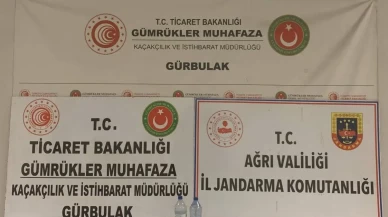 T.C. TİCARET BAKANLIĞI
GÜMRÜKLER MUHAFAZA
KAÇAKÇILIK VE İSTİHBARAT MÜDÜRLÜĞÜ
GÜRBULAK
T.C.
TİCARET BAKANLIĞI
GÜMRÜKLER MUHAFAZA
KAÇAKÇILIK VE İSTİHBARAT MÜDÜRLÜĞÜ
GÜRBULAK
T.C.
AĞRI VALİLİĞİ
İL JANDARMA KOMUTANLIĞI